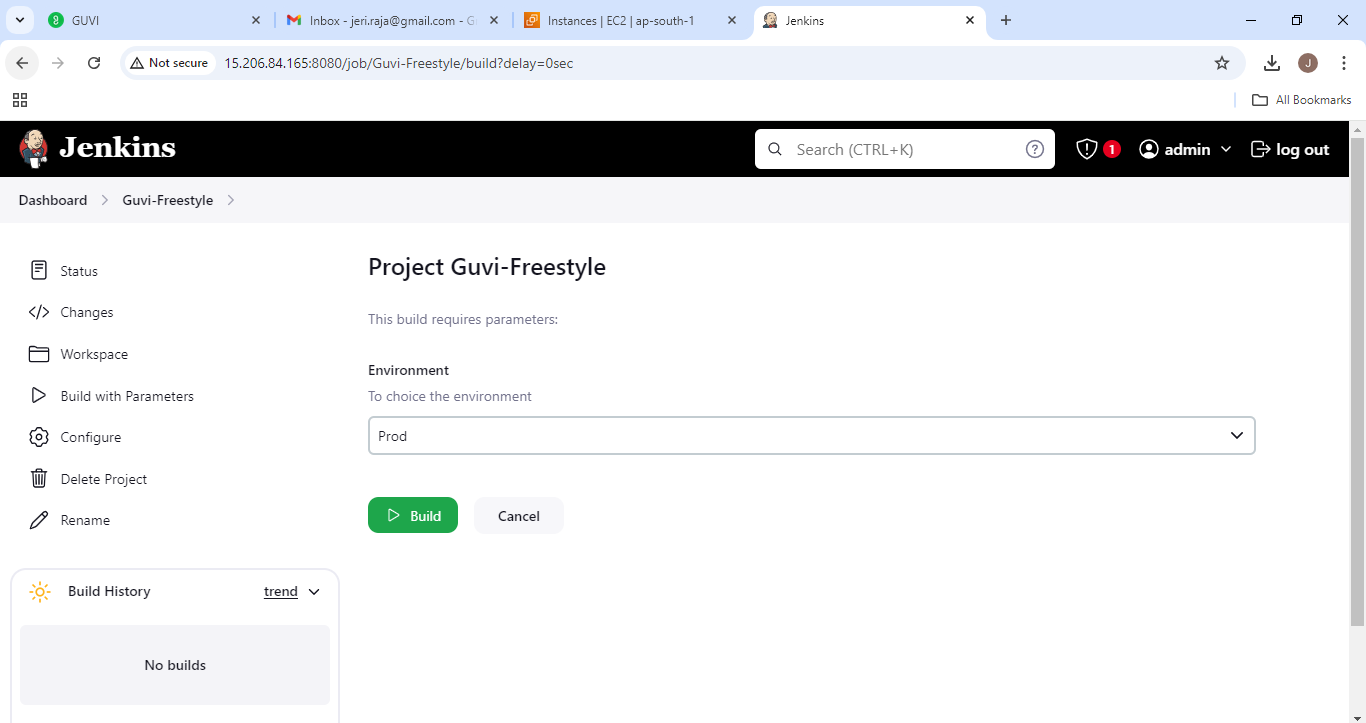 GUVI
Inbox - jeri.raja@gmail.com - G
Instances | EC2 | ap-south-1
Jenkins
Not secure
15.206.84.165:8080/job/Guvi-Freestyle/build?delay=0sec
J
All Bookmarks
Jenkins
Search (CTRL+K)
1
admin
log out
Dashboard
Guvi-Freestyle
Status
Changes
Workspace
Build with Parameters
Configure
Delete Project
Rename
Build History
trend
No builds
Project Guvi-Freestyle
This build requires parameters:
Environment
To choice the environment
Prod
Build
Cancel